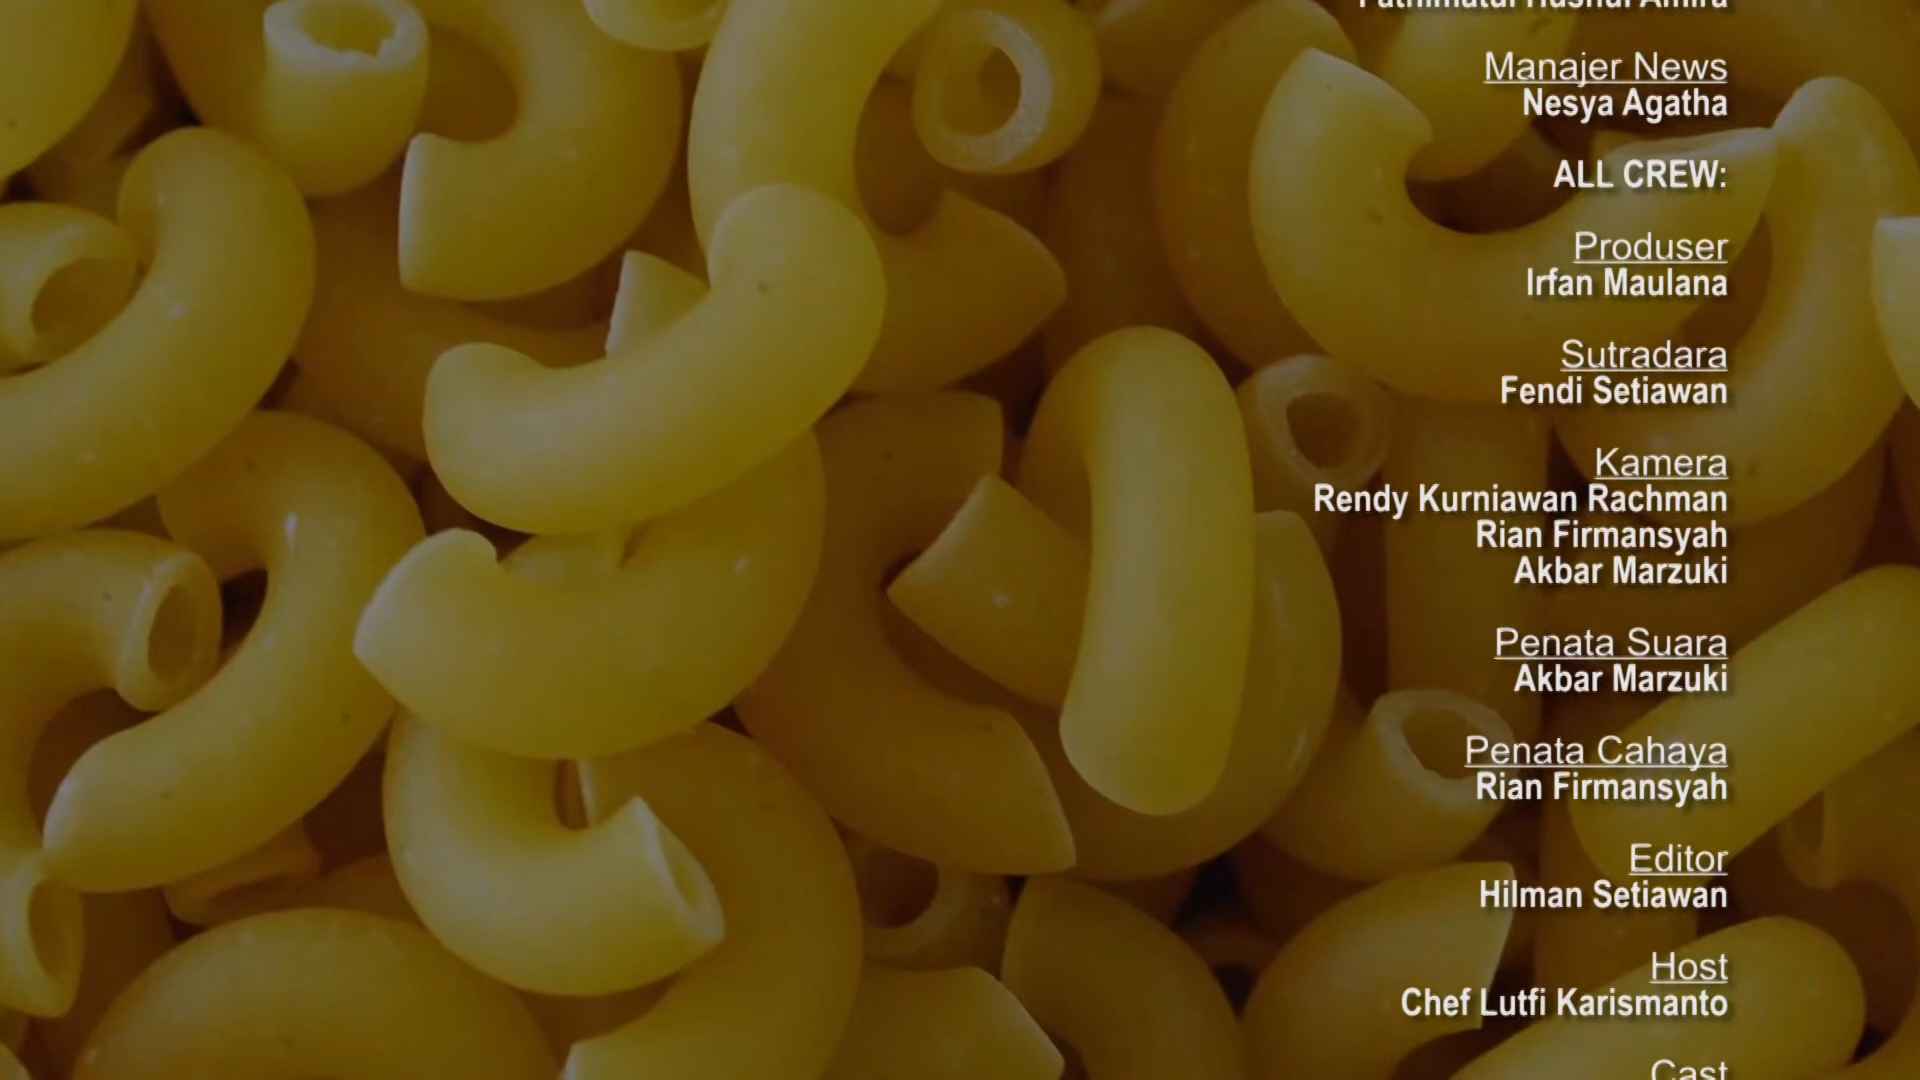 Manajer News
Nesya Agatha
ALL CREW:
Produser
Irfan Maulana
Sutradara
Fendi Setiawan
Kamera
Rendy Kurniawan Rachman
Rian Firmansyah
Akbar Marzuki
Penata Suara
Akbar Marzuki
Penata Cahaya
Rian Firmansyah
Editor
Hilman Setiawan
Host
Chef Lutfi Karismanto
Cast